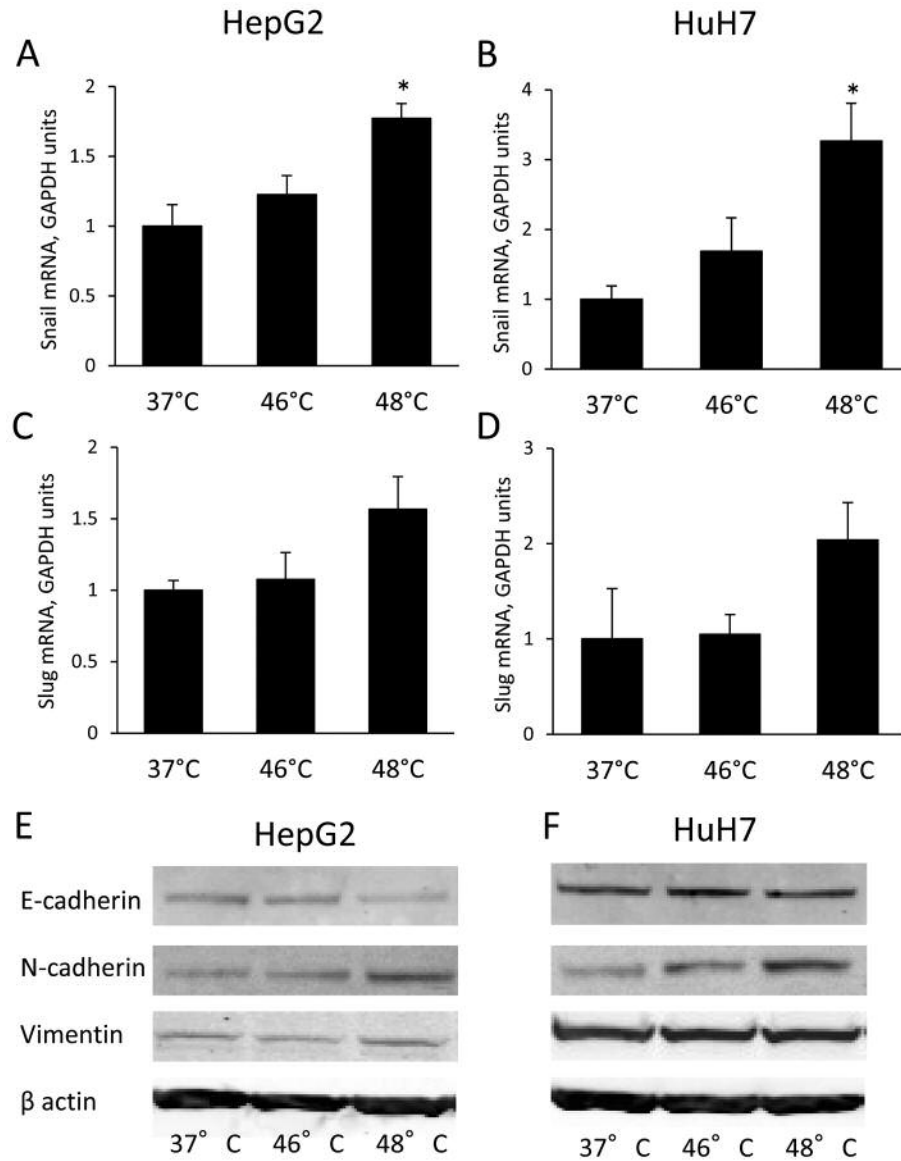 HepG2
HuH7
A
B
Snail mRNA, GAPDH units
2
1.5
1
0.5
0
*
37°C 46°C 48°C
Snail mRNA, GAPDH units
4
3
2
1
0
*
37°C 46°C 48°C
C
D
Slug mRNA, GAPDH units
2
1.5
1
0.5
0
37°C 46°C 48°C
Slug mRNA, GAPDH units
3
2
1
0
37°C 46°C 48°C
E
HepG2
F
HuH7
E-cadherin
N-cadherin
Vimentin
β actin
37° C 46° C 48° C
37° C 46° C 48° C